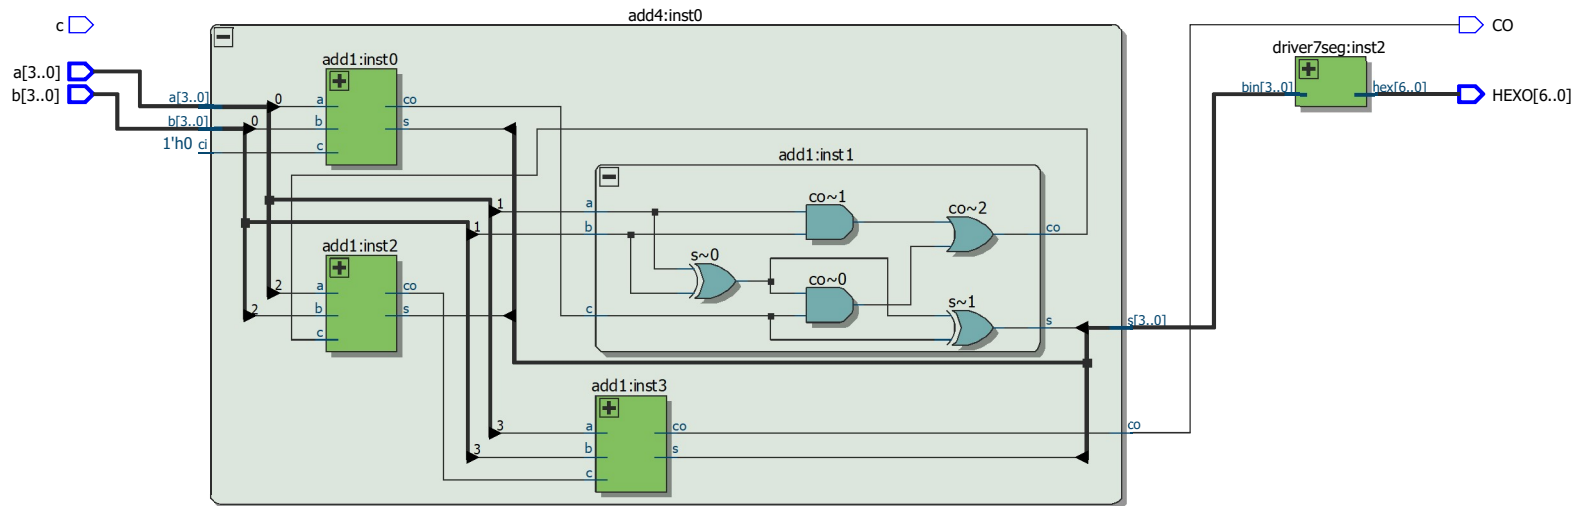 add4:inst0
c
CO
a[3..0]
b[3..0]
a[3..0]
b[3..0]
1'h0 ci
0
0
add1:inst0
a
b
c
co
s
add1:inst1
a
b
c
1
1
co~1
co~2
s~0
co~0
s~1
co
s
add1:inst2
2
2
a
b
c
co
s
add1:inst3
3
3
a
b
c
co
s
s[3..0]
co
driver7seg:inst2
bin[3..0]
hex[6..0]
HEXO[6..0]